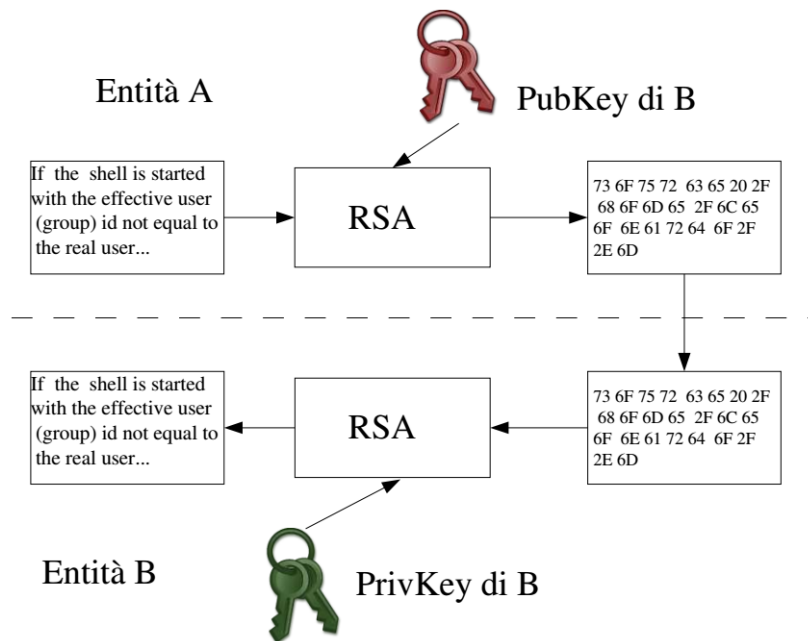 Entità A
PubKey di B
If the shell is started
with the effective user
(group) id not equal to
the real user...
RSA
73 6F 75 72 63 65 20 2F
68 6F 6D 65 2F 6C 65
6F 6E 61 72 64 6F 2F
2E 6D
If the shell is started
with the effective user
(group) id not equal to
the real user...
RSA
73 6F 75 72 63 65 20 2F
68 6F 6D 65 2F 6C 65
6F 6E 61 72 64 6F 2F
2E 6D
Entità B
PrivKey di B